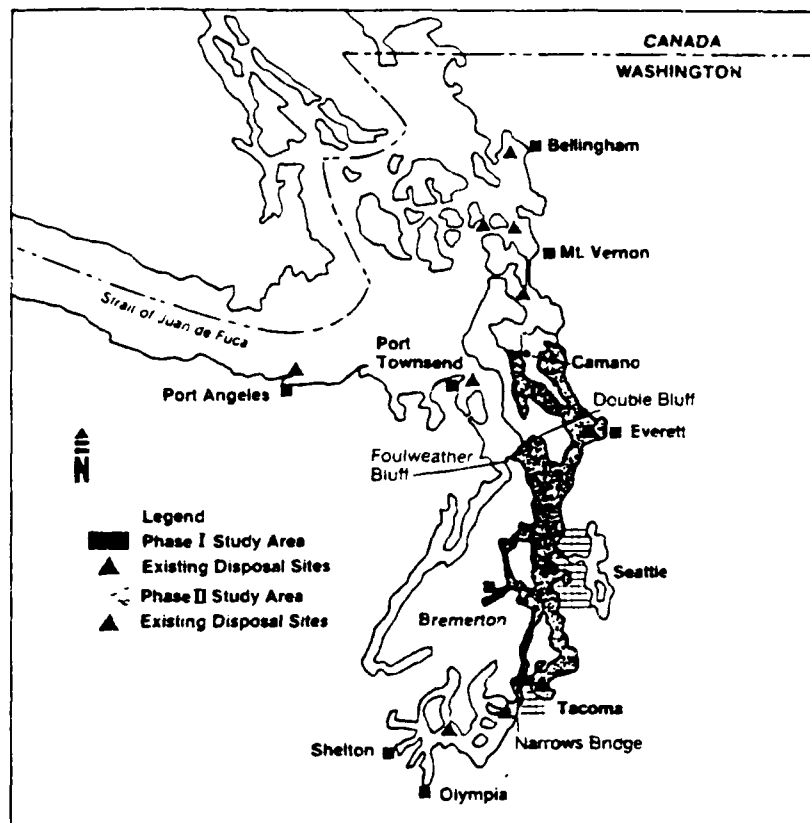 CANADA
WASHINGTON
Bellingham
Mt. Vernon
Strait of Juan de Fuca
Port
Townsend
Camano
Port Angeles
Double Bluff
Everett
Foulweather
Bluff
N
Legend
Phase I Study Area
Existing Disposal Sites
Phase II Study Area
Existing Disposal Sites
Seattle
Bremerton
Tacoma
Narrows Bridge
Shelton
Olympia